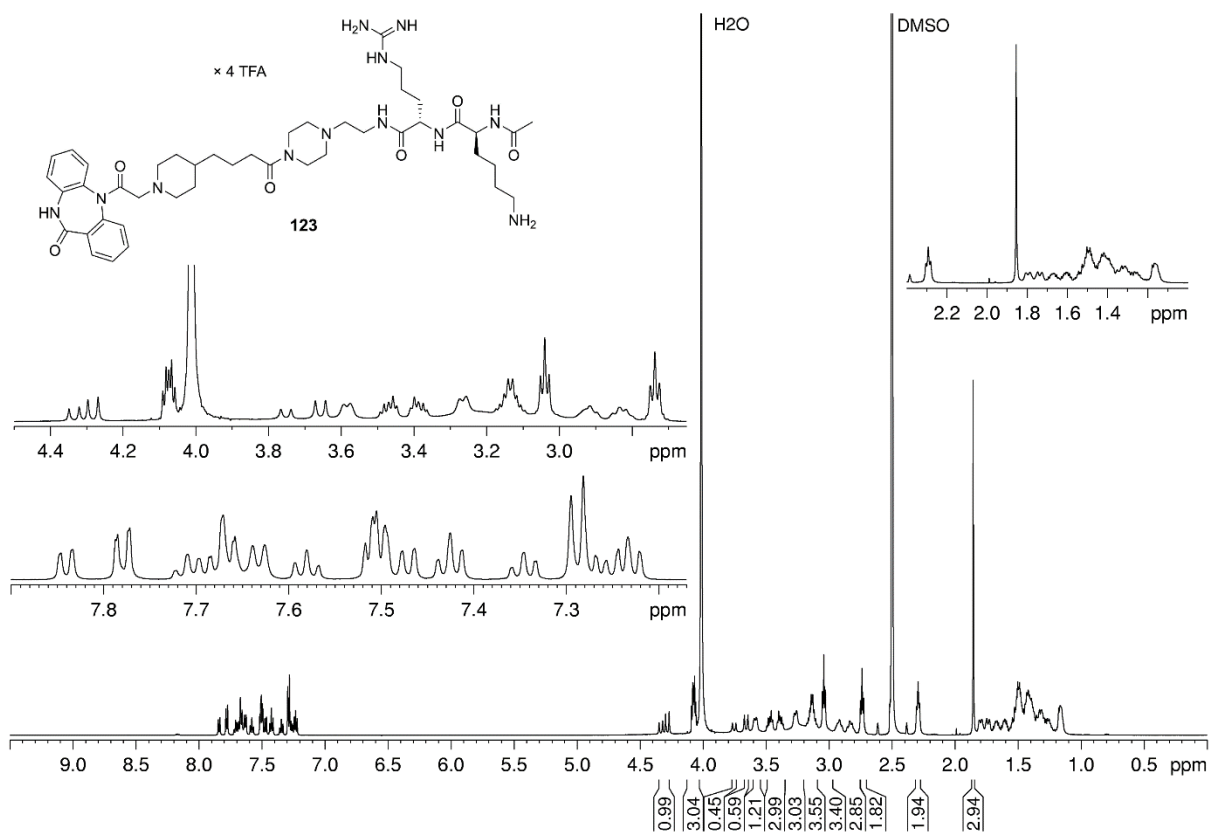 H2O
DMSO
× 4 TFA
H2N
NH
HN
O
N
N
H
N
N
H
O
O
H
N
O
NH2
N
N
O
N
HN
O
123
2.2 2.0 1.8 1.6 1.4 ppm
4.4 4.2 4.0 3.8 3.6 3.4 3.2 3.0 ppm
7.8 7.7 7.6 7.5 7.4 7.3 ppm
9.0 8.5 8.0 7.5 7.0 6.5 6.0 5.5 5.0 4.5 4.0 3.5 3.0 2.5 2.0 1.5 1.0 0.5 ppm
0.99
3.04
0.45
0.59
1.21
2.99
3.03
3.55
3.40
2.85
1.82
1.94
2.94